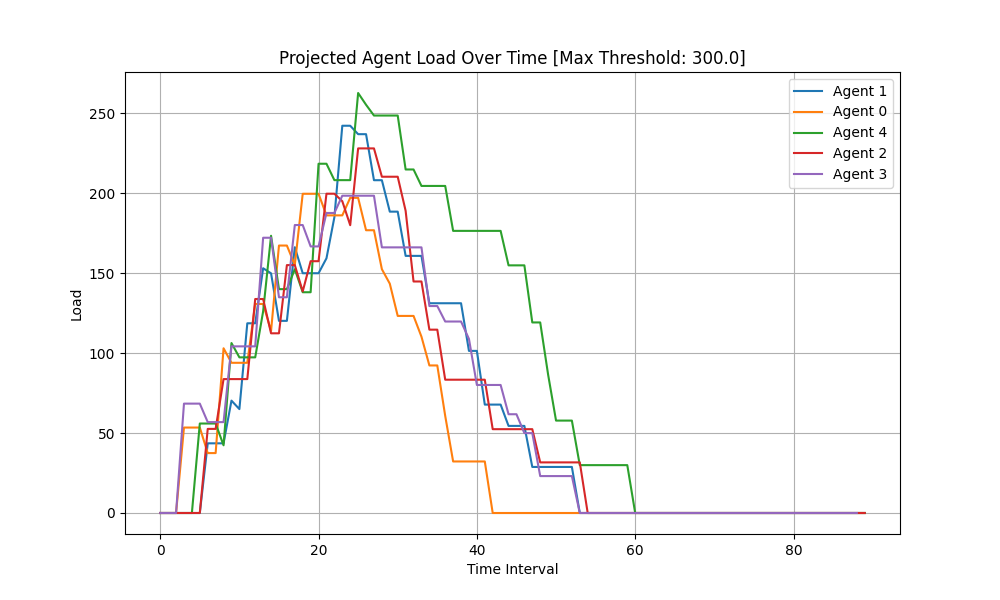 Projected Agent Load Over Time [Max Threshold: 300.0]
Agent 1
Agent 0
Agent 4
Agent 2
Agent 3
Load
250
200
150
100
50
0
0 20 40 60 80
Time Interval